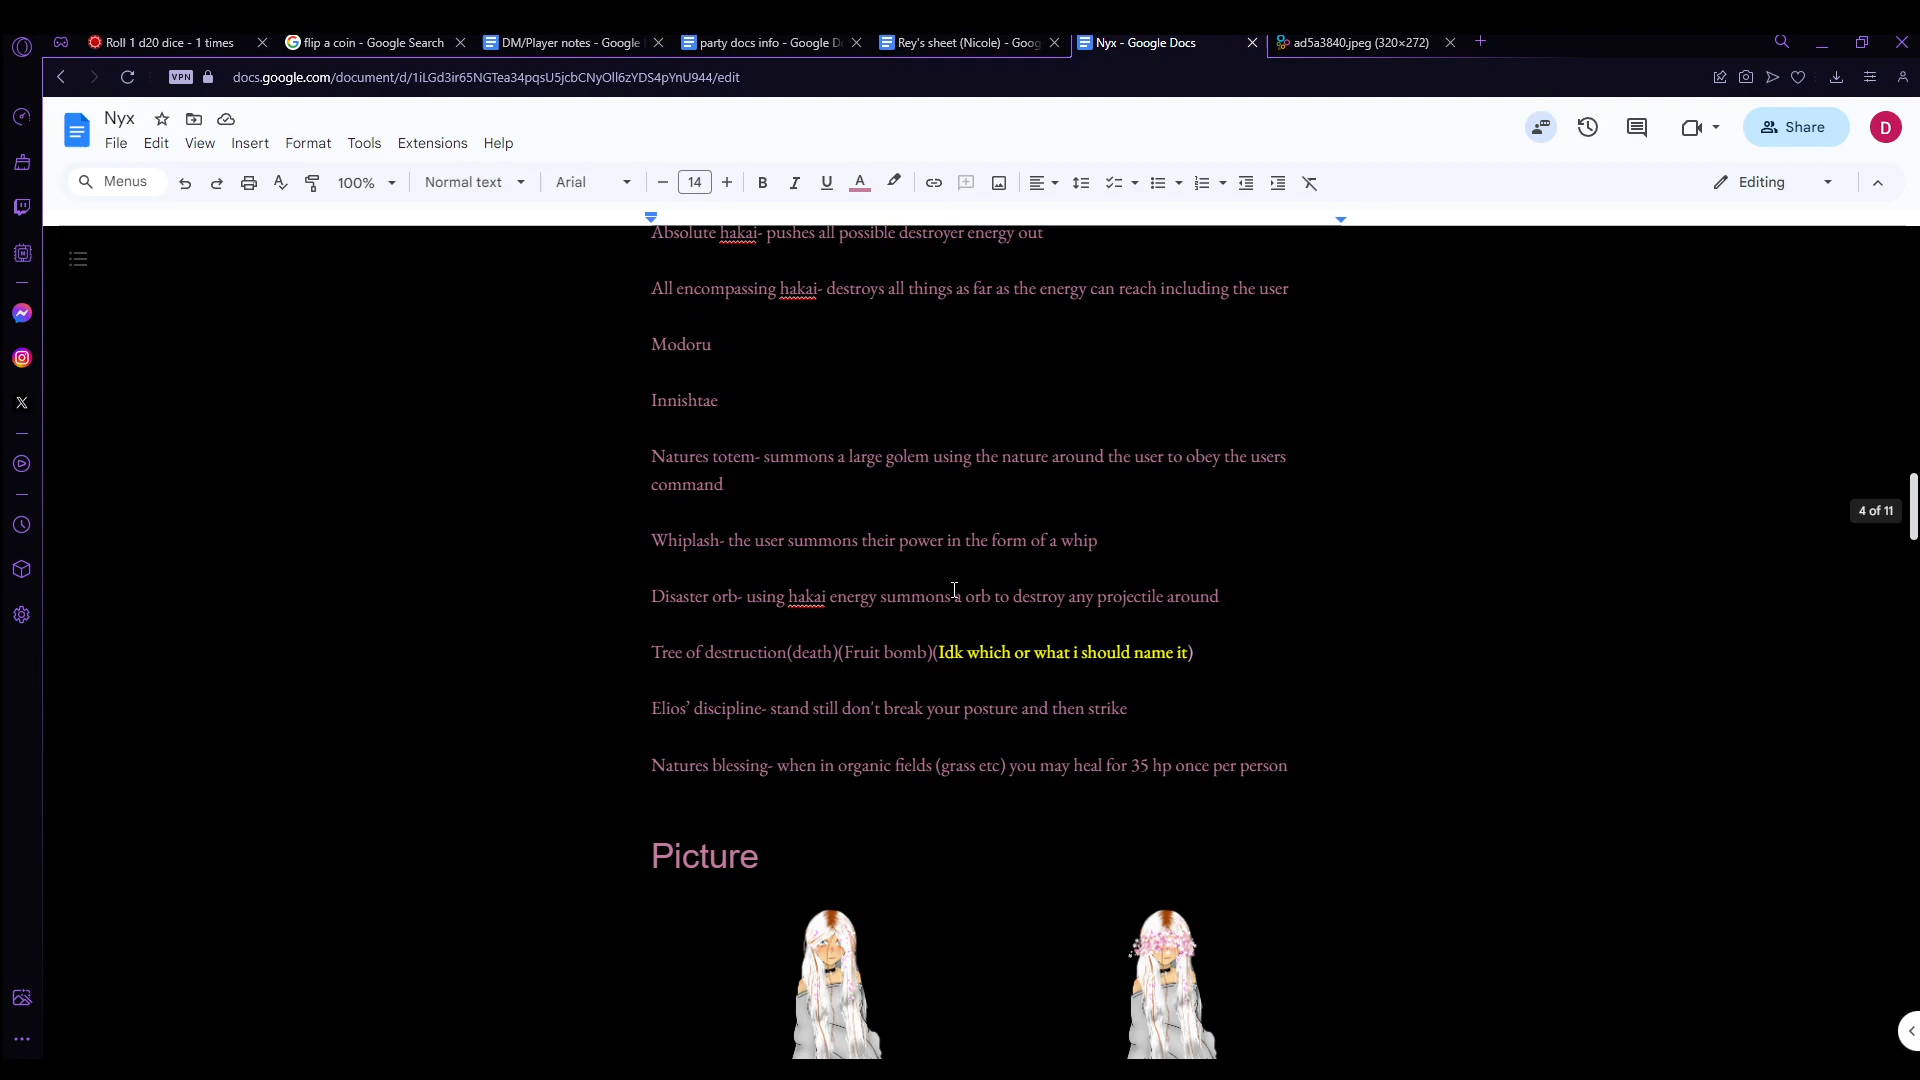 Roll 1 d20 dice - 1 times
flip a coin - Google Search
DM/Player notes - Google
party docs info - Google D
Rey's sheet (Nicole) - Goog
Nyx - Google Docs
ad5a3840.jpeg (320×272)
VPN
docs.google.com/document/d/1iLGd3ir65NGTea34pqsU5jcbCNyOll6zYDS4pYnU944/edit
Nyx
File Edit View Insert Format Tools Extensions Help
Share
D
Menus
100%
Normal text
Arial
14
Editing
Absolute hakai- pushes all possible destroyer energy out
All encompassing hakai- destroys all things as far as the energy can reach including the user
Modoru
Innishtae
Natures totem- summons a large golem using the nature around the user to obey the users
command
4 of 11
Whiplash- the user summons their power in the form of a whip
Disaster orb- using hakai energy summons a orb to destroy any projectile around
Tree of destruction(death)(Fruit bomb)(Idk which or what i should name it)
Elios’ discipline- stand still don't break your posture and then strike
Natures blessing- when in organic fields (grass etc) you may heal for 35 hp once per person
Picture